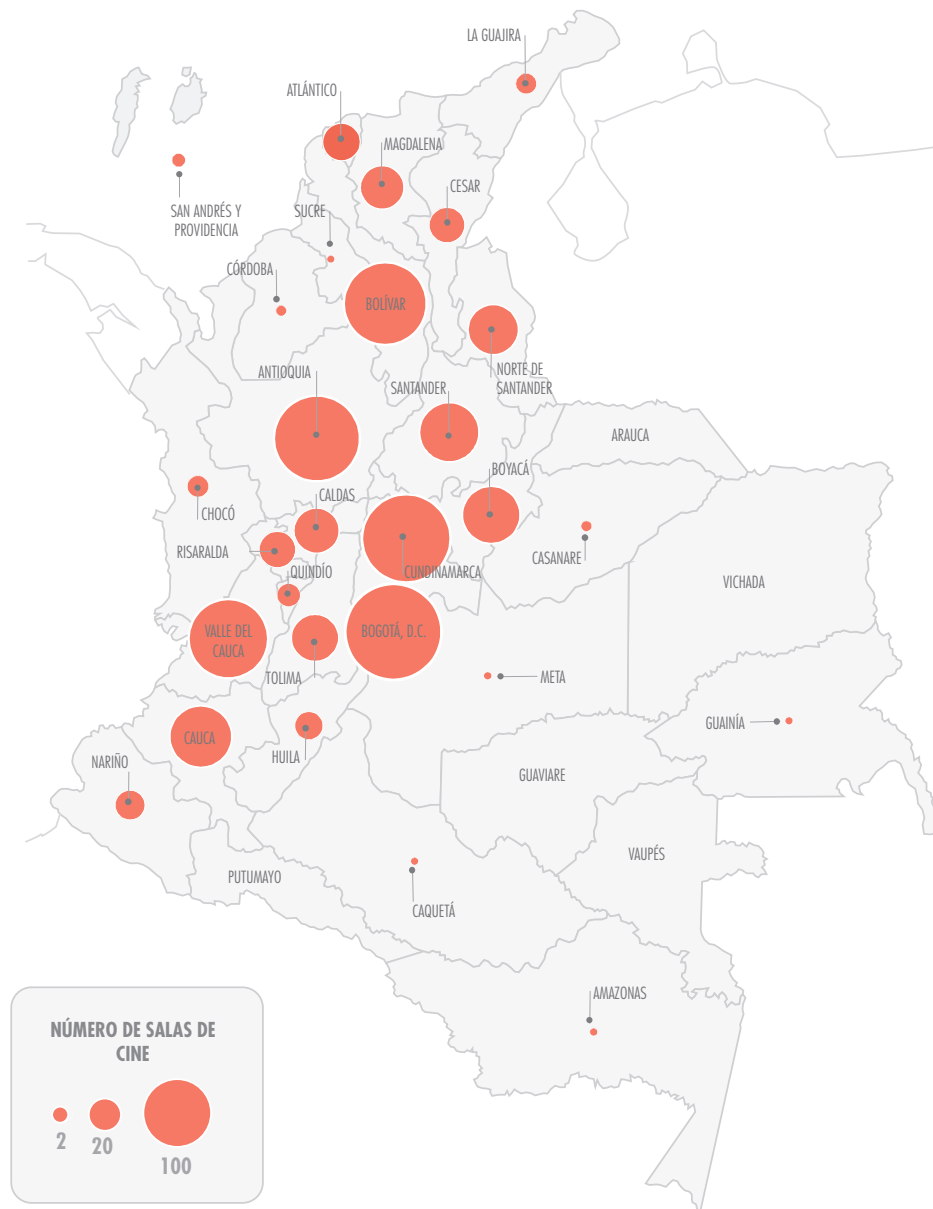 LA GUAJIRA
ATLÁNTICO
MAGDALENA
CESAR
SAN ANDRÉS Y
PROVIDENCIA
SUCRE
CÓRDOBA
BOLÍVAR
NORTE DE
SANTANDER
ANTIOQUIA
SANTANDER
ARAUCA
BOYACÁ
CALDAS
CHOCÓ
RISARALDA
CASANARE
QUINDÍO
CUNDINAMARCA
VICHADA
VALLE DEL
CAUCA
BOGOTÁ, D.C.
TOLIMA
META
GUAINÍA
CAUCA
HUILA
NARIÑO
GUAVIARE
VAUPÉS
PUTUMAYO
CAQUETÁ
AMAZONAS
NÚMERO DE SALAS DE
CINE
2
20
100